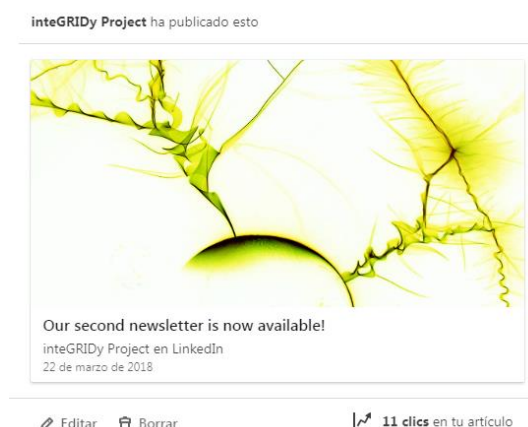 inteGRIDy Project ha publicado esto
Our second newsletter is now available!
inteGRIDy Project en LinkedIn
22 de marzo de 2018
Editar Borrar 11 clics en tu artículo